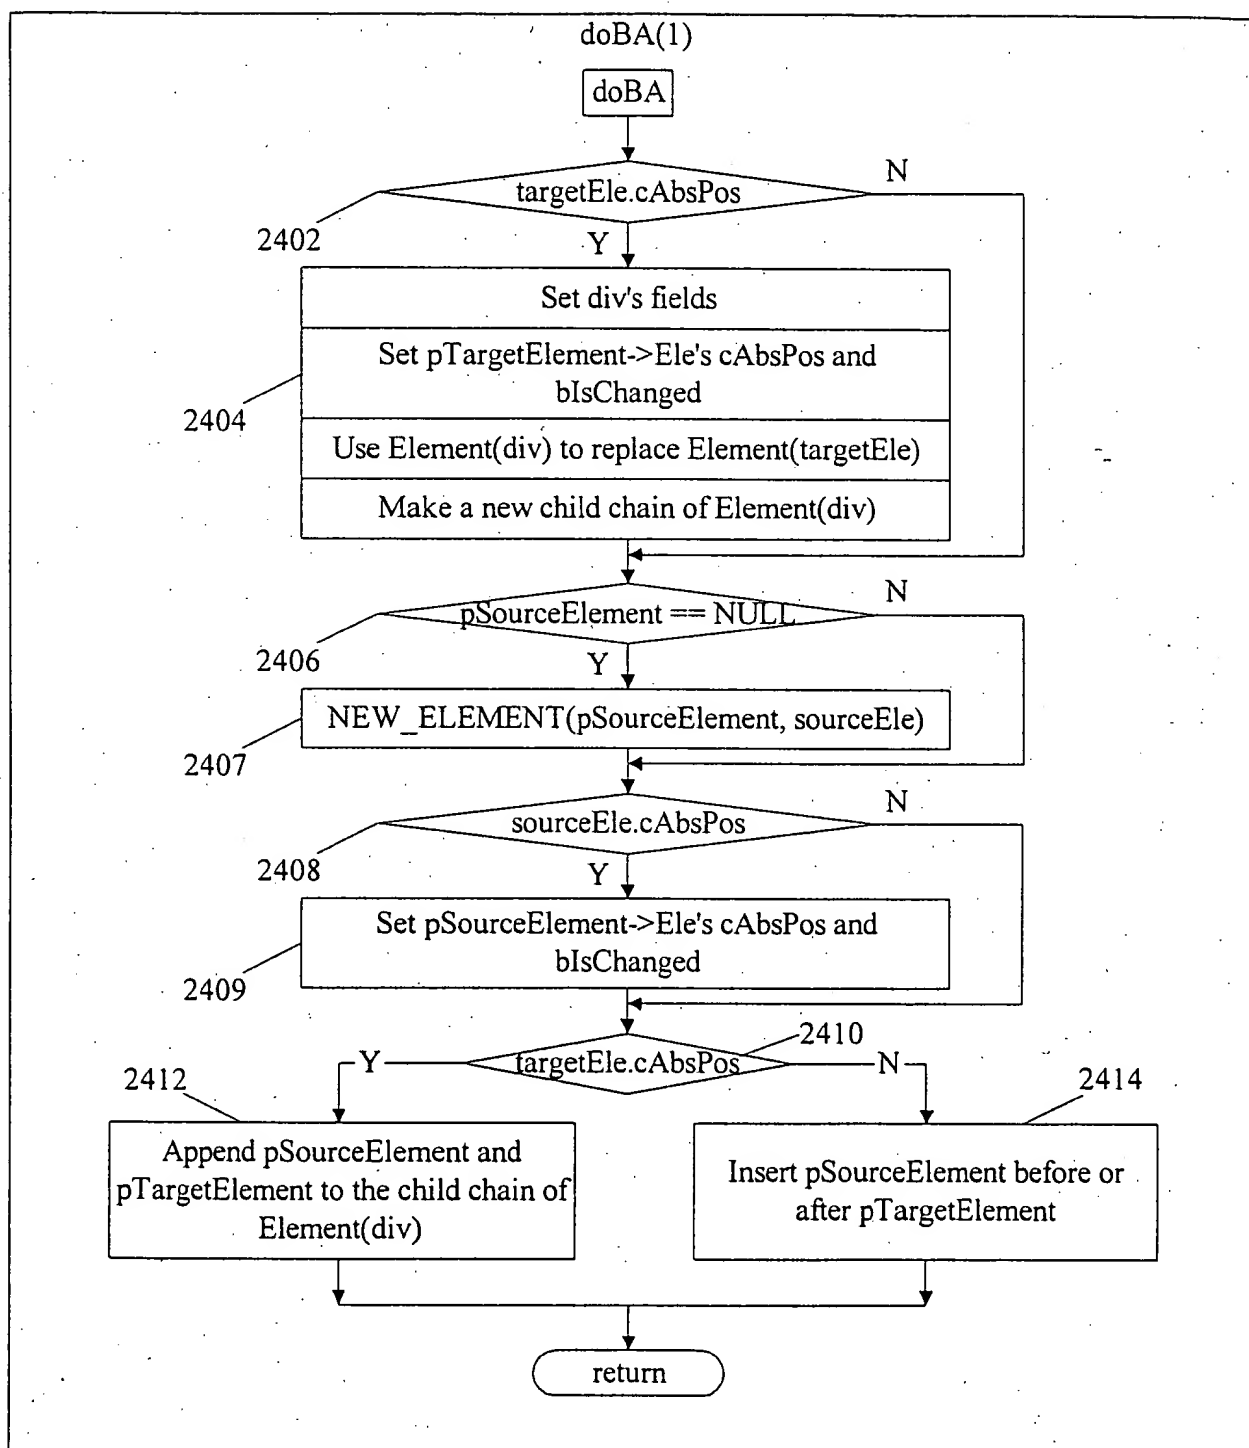 doBA(1)
doBA
targetEle.cAbsPos
N
2402
Y
Set div's fields
Set pTargetElement->Ele's cAbsPos and
bIsChanged
2404
Use Element(div) to replace Element(targetEle)
Make a new child chain of Element(div)
pSourceElement == NULL
N
2406
Y
NEW_ELEMENT(pSourceElement, sourceEle)
2407
sourceEle.cAbsPos
N
2408
Y
Set pSourceElement->Ele's cAbsPos and
bIsChanged
2409
2410
Y
targetEle.cAbsPos
N
2412
2414
Append pSourceElement and
pTargetElement to the child chain of
Element(div)
Insert pSourceElement before or
after pTargetElement
return